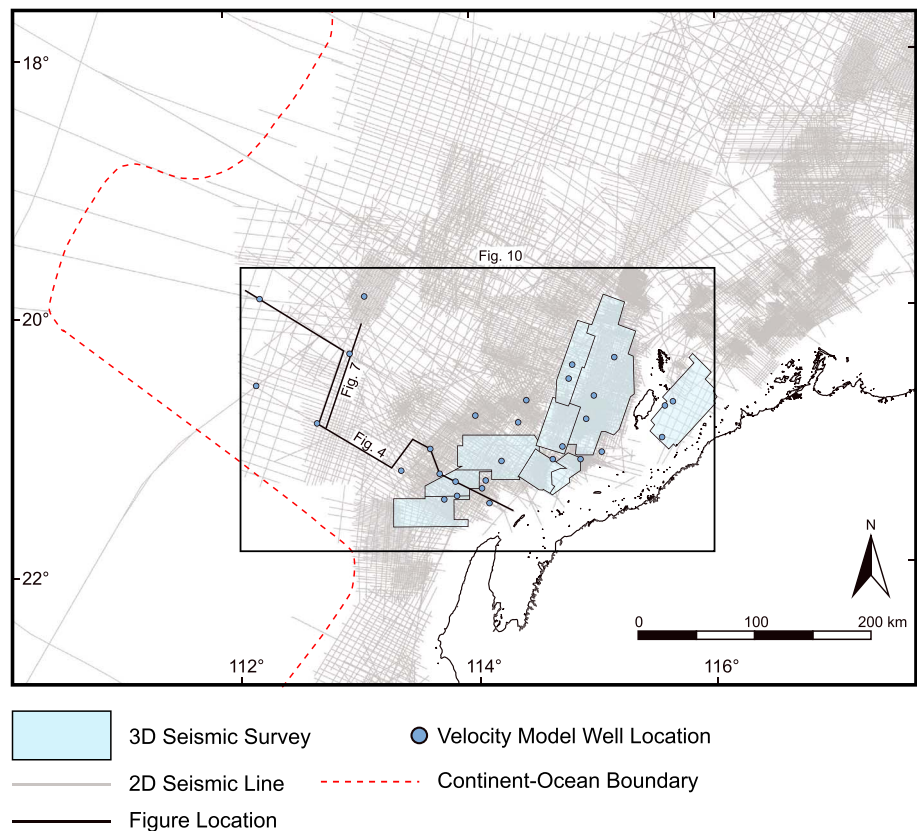 18°
Fig. 10
20°
Fig. 7
Fig. 4
N
22°
0 100 200 km
112° 114° 116°
3D Seismic Survey
Velocity Model Well Location
2D Seismic Line
Continent-Ocean Boundary
Figure Location